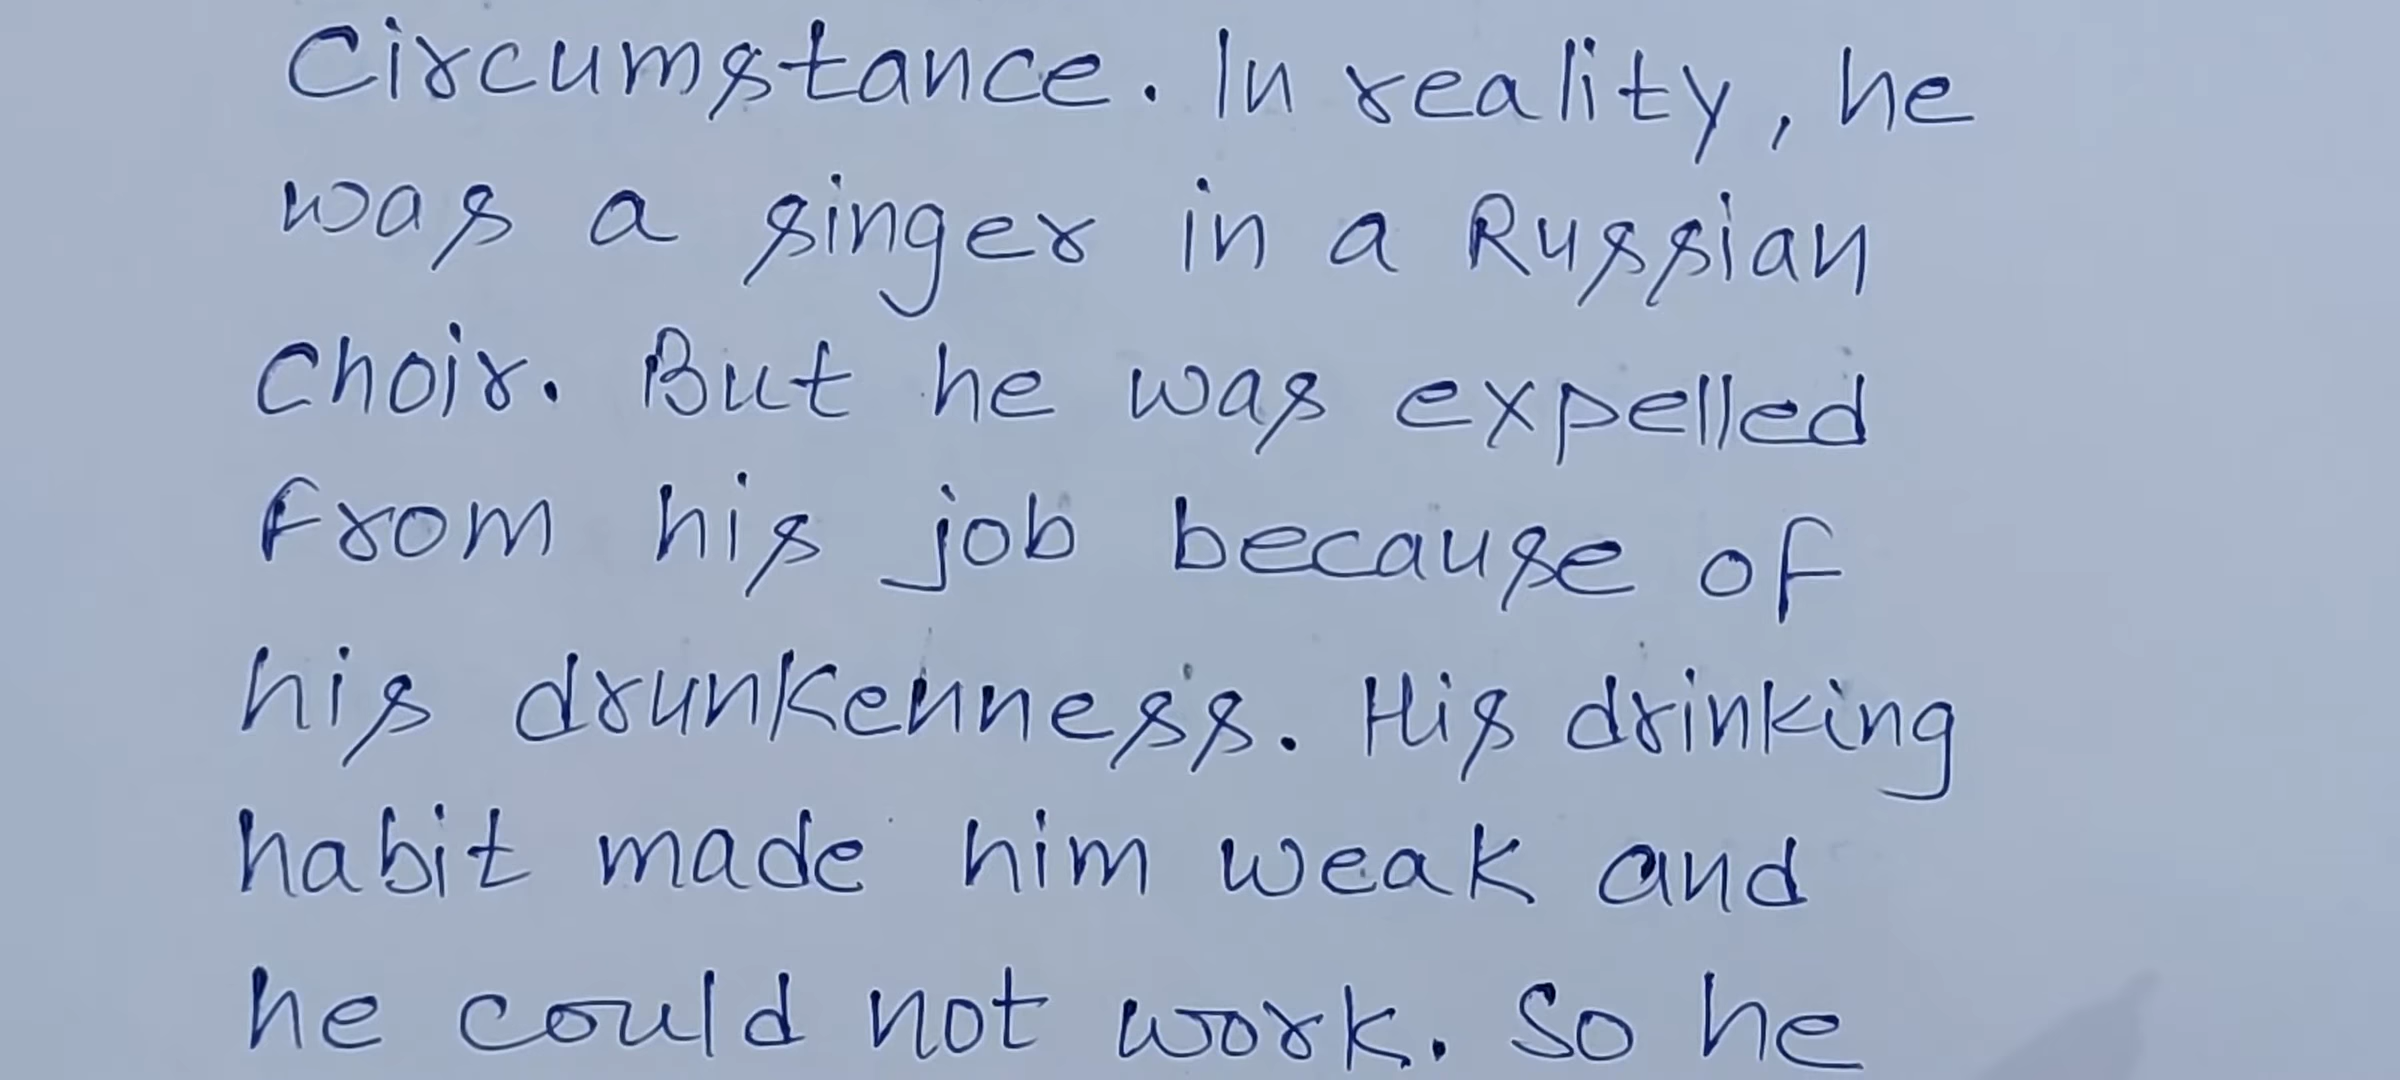 Circumstance. In reality, he
was a singer in a Russian
choir. But he was expelled
from his job because of
his drunkenness. His drinking
habit made him weak and
he could not work. So he